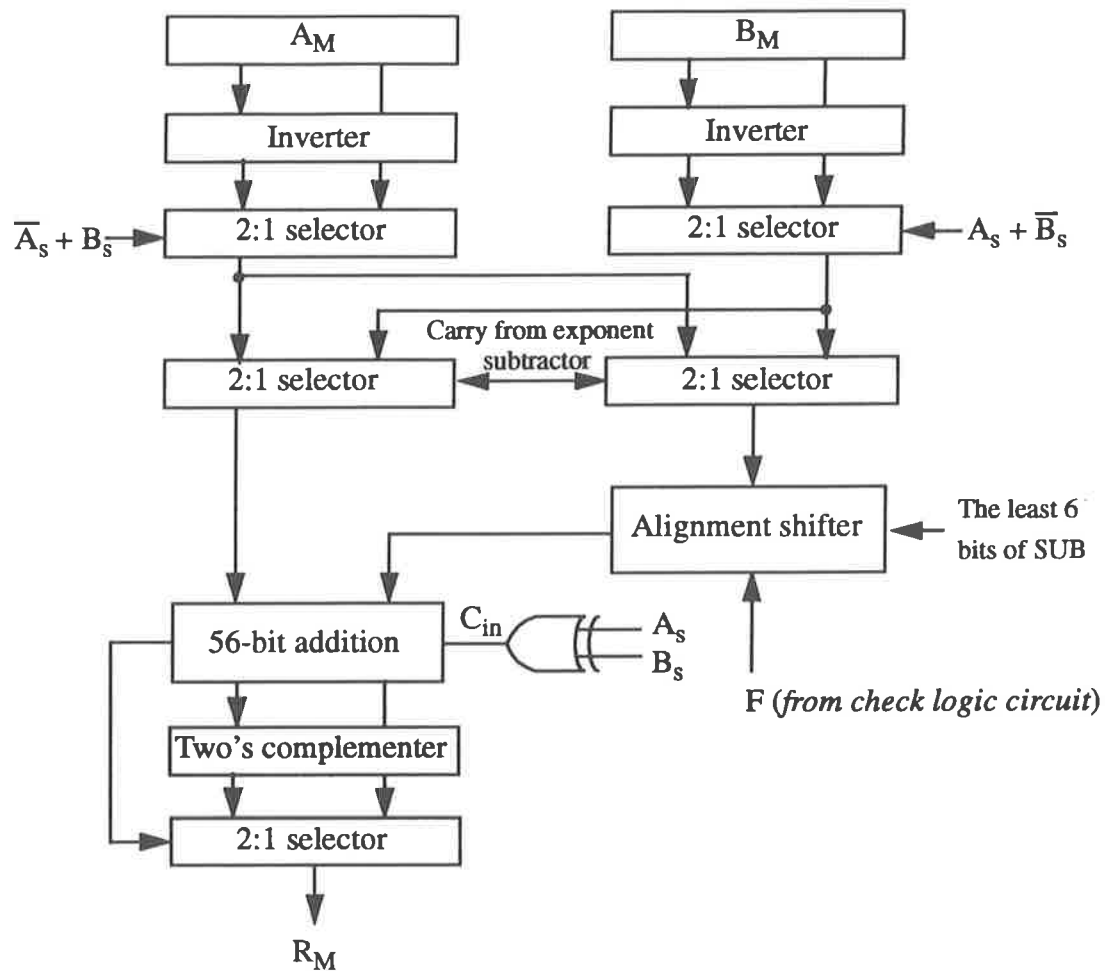 A_M
B_M
Inverter
Inverter
2:1 selector
2:1 selector
A̅_s + B_s
A_s + B̅_s
Carry from exponent
subtractor
2:1 selector
2:1 selector
Alignment shifter
The least 6
bits of SUB
56-bit addition
C_in
A_s
B_s
F (from check logic circuit)
Two's complementer
2:1 selector
R_M